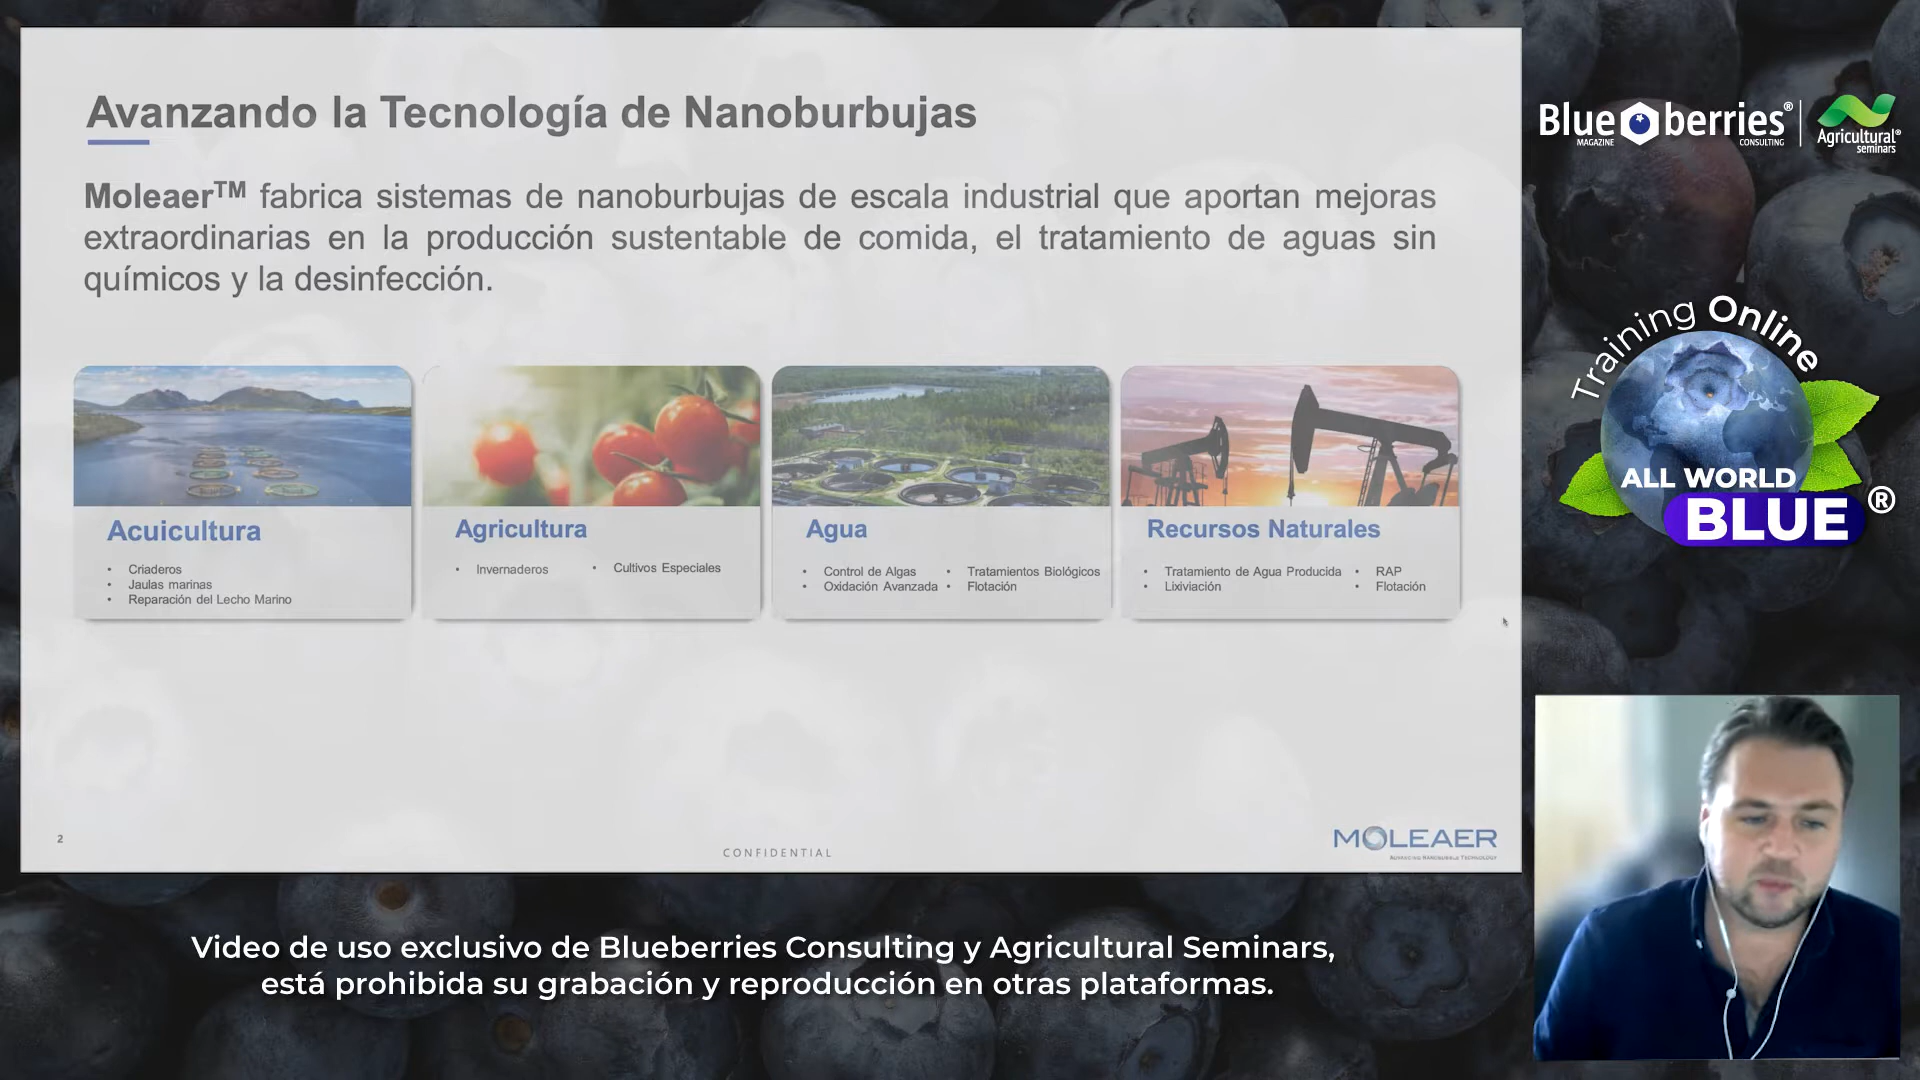 Avanzando la Tecnología de Nanoburbujas
Moleaer™ fabrica sistemas de nanoburbujas de escala industrial que aportan mejoras
extraordinarias en la producción sustentable de comida, el tratamiento de aguas sin
químicos y la desinfección.
Acuicultura
• Criaderos
• Jaulas marinas
• Reparación del Lecho Marino
Agricultura
• Invernaderos
• Cultivos Especiales
Agua
• Control de Algas
• Oxidación Avanzada
• Tratamientos Biológicos
• Flotación
Recursos Naturales
• Tratamiento de Agua Producida
• Lixiviación
• RAP
• Flotación
2
CONFIDENTIAL
MOLEAER
ADVANCING NANOBUBBLE TECHNOLOGY
Blueberries®
MAGAZINE
CONSULTING
Agricultural®
seminars
Training Online
ALL WORLD
BLUE®
Video de uso exclusivo de Blueberries Consulting y Agricultural Seminars,
está prohibida su grabación y reproducción en otras plataformas.